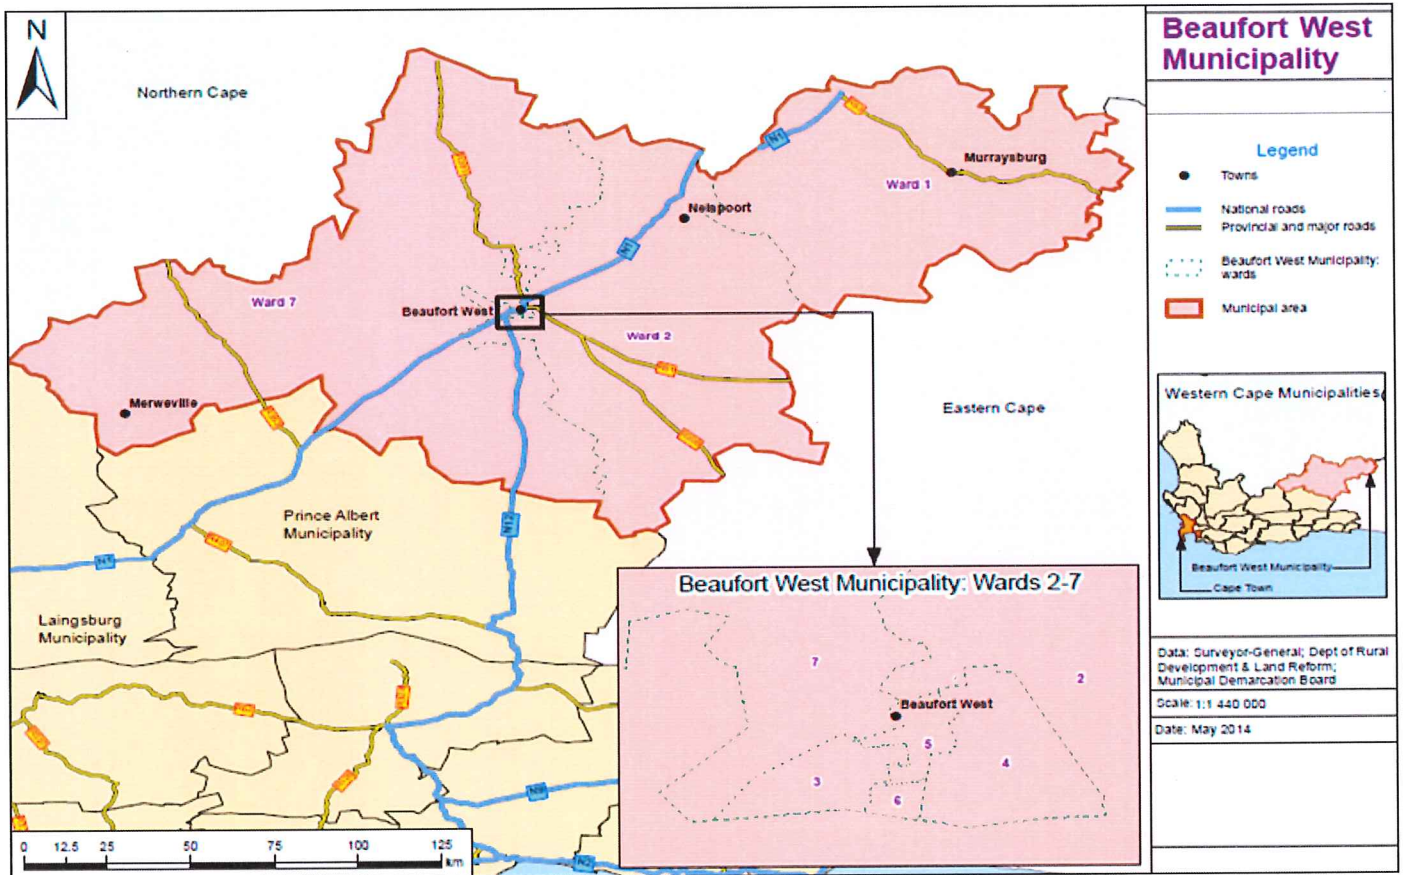 N
Northern Cape
N1
Murraysburg
Ward 1
Nelspoort
N1
Ward 7
Beaufort West
Ward 2
Merweville
Eastern Cape
N12
Prince Albert
Municipality
N1
Laingsburg
Municipality
N2
0 12.5 25 50 75 100 125
km
Beaufort West Municipality: Wards 2-7
7
2
Beaufort West
5
4
3
6
Beaufort West
Municipality
Legend
Towns
National roads
Provincial and major roads
Beaufort West Municipality:
wards
Municipal area
Western Cape Municipalities
Beaufort West Municipality
Cape Town
Data: Surveyor-General; Dept of Rural
Development & Land Reform;
Municipal Demarcation Board
Scale: 1:1 440 000
Date: May 2014